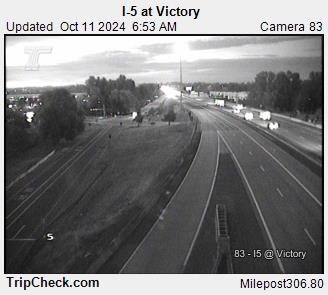 I-5 at Victory
Updated Oct 11 2024 6:53 AM Camera 83
T
S
83 - I5 @ Victory
TripCheck.com Milepost306.80